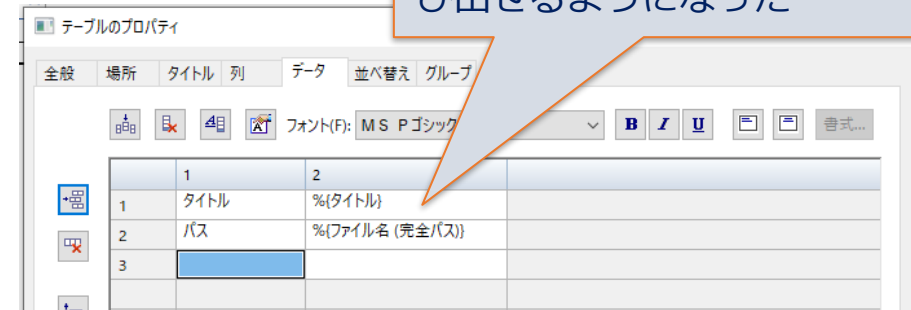 び出せるようになった
テーブルのプロパティ
全般 場所 タイトル 列 データ 並べ替え グループ
フォント(F): ＭＳ Ｐゴシック B I U 書式...
1 2
1 タイトル %{タイトル}
2 パス %{ファイル名 (完全パス)}
3